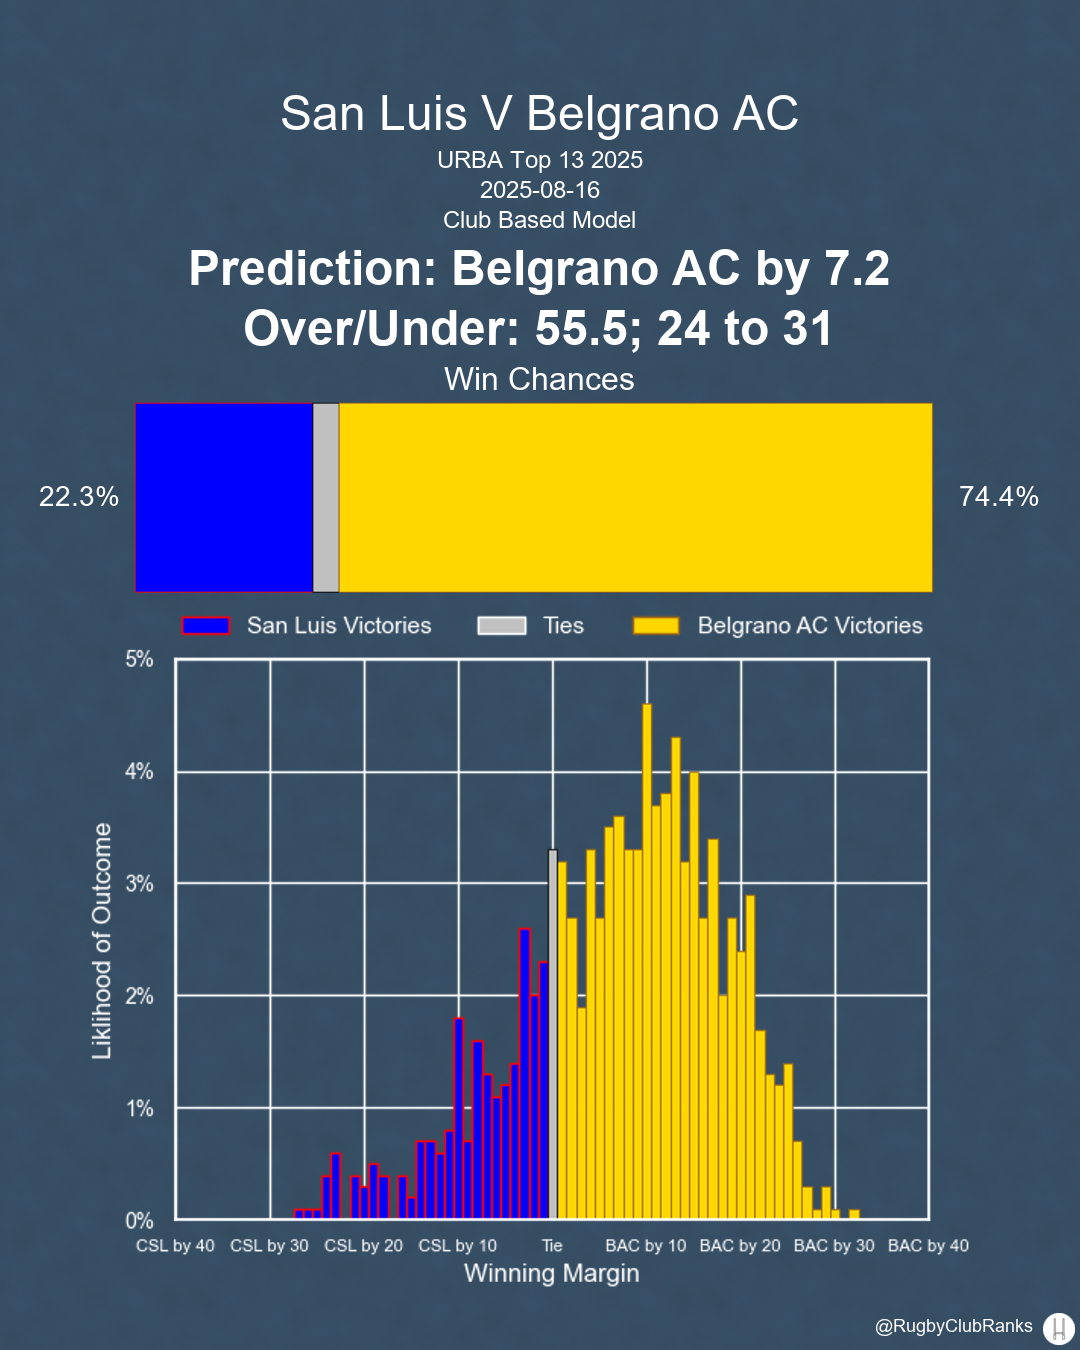 San Luis V Belgrano AC
URBA Top 13 2025
2025-08-16
Club Based Model
Prediction: Belgrano AC by 7.2
Over/Under: 55.5; 24 to 31
Win Chances
22.3%
74.4%
San Luis Victories
Ties
Belgrano AC Victories
5%
4%
3%
2%
1%
0%
Liklihood of Outcome
CSL by 40
CSL by 30
CSL by 20
CSL by 10
Tie
BAC by 10
BAC by 20
BAC by 30
BAC by 40
Winning Margin
@RugbyClubRanks